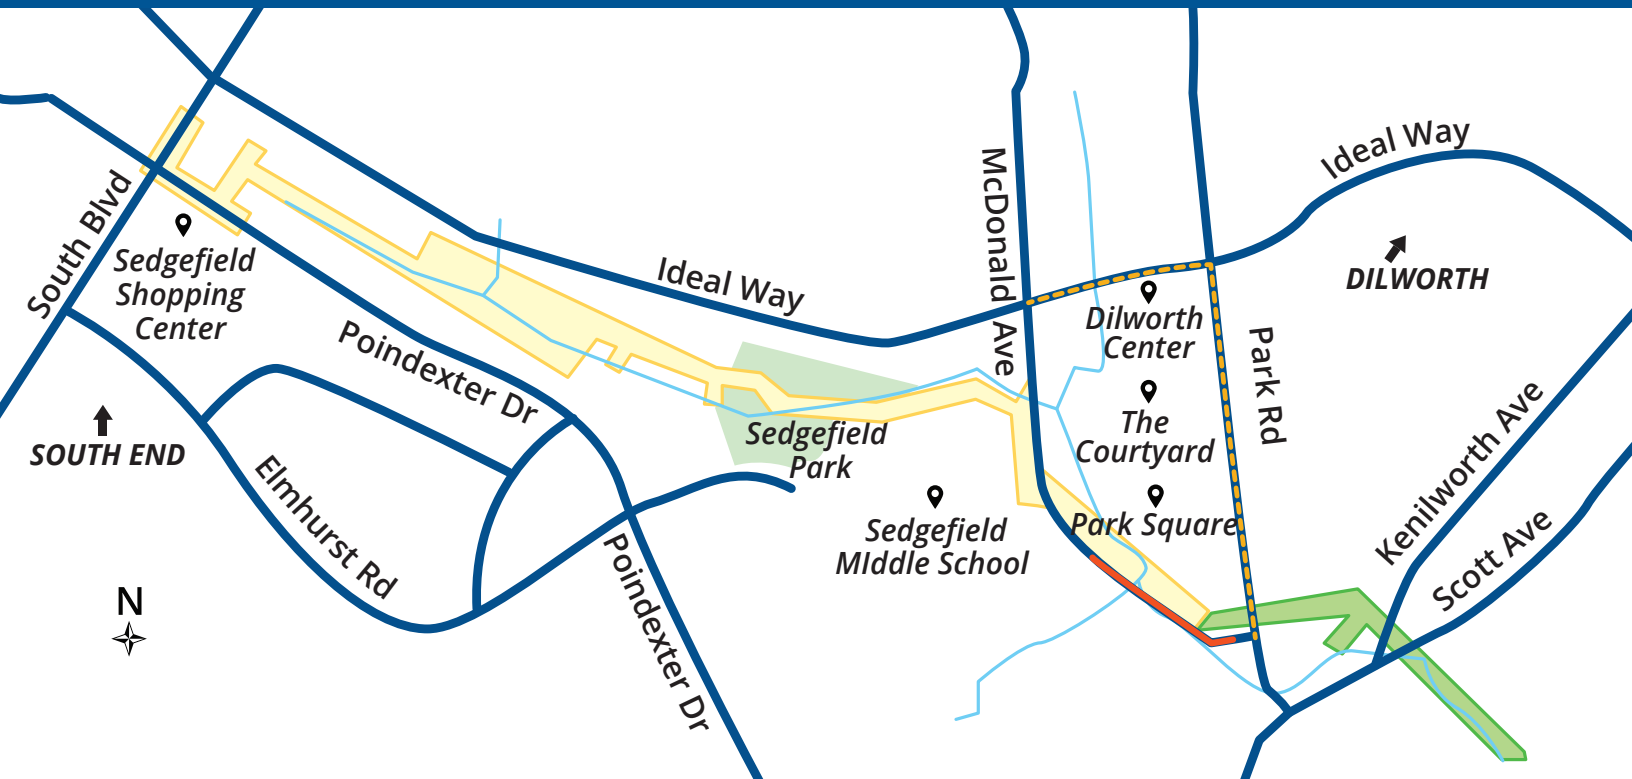 Ideal Way
McDonald Ave
South Blvd
Sedgefield
Shopping
Center
DILWORTH
Ideal Way
Dilworth
Center
Poindexter Dr
Park Rd
The
Courtyard
SOUTH END
Sedgefield
Park
Kenilworth Ave
Elmhurst Rd
Sedgefield
MIddle School
Park Square
Scott Ave
Poindexter Dr
N